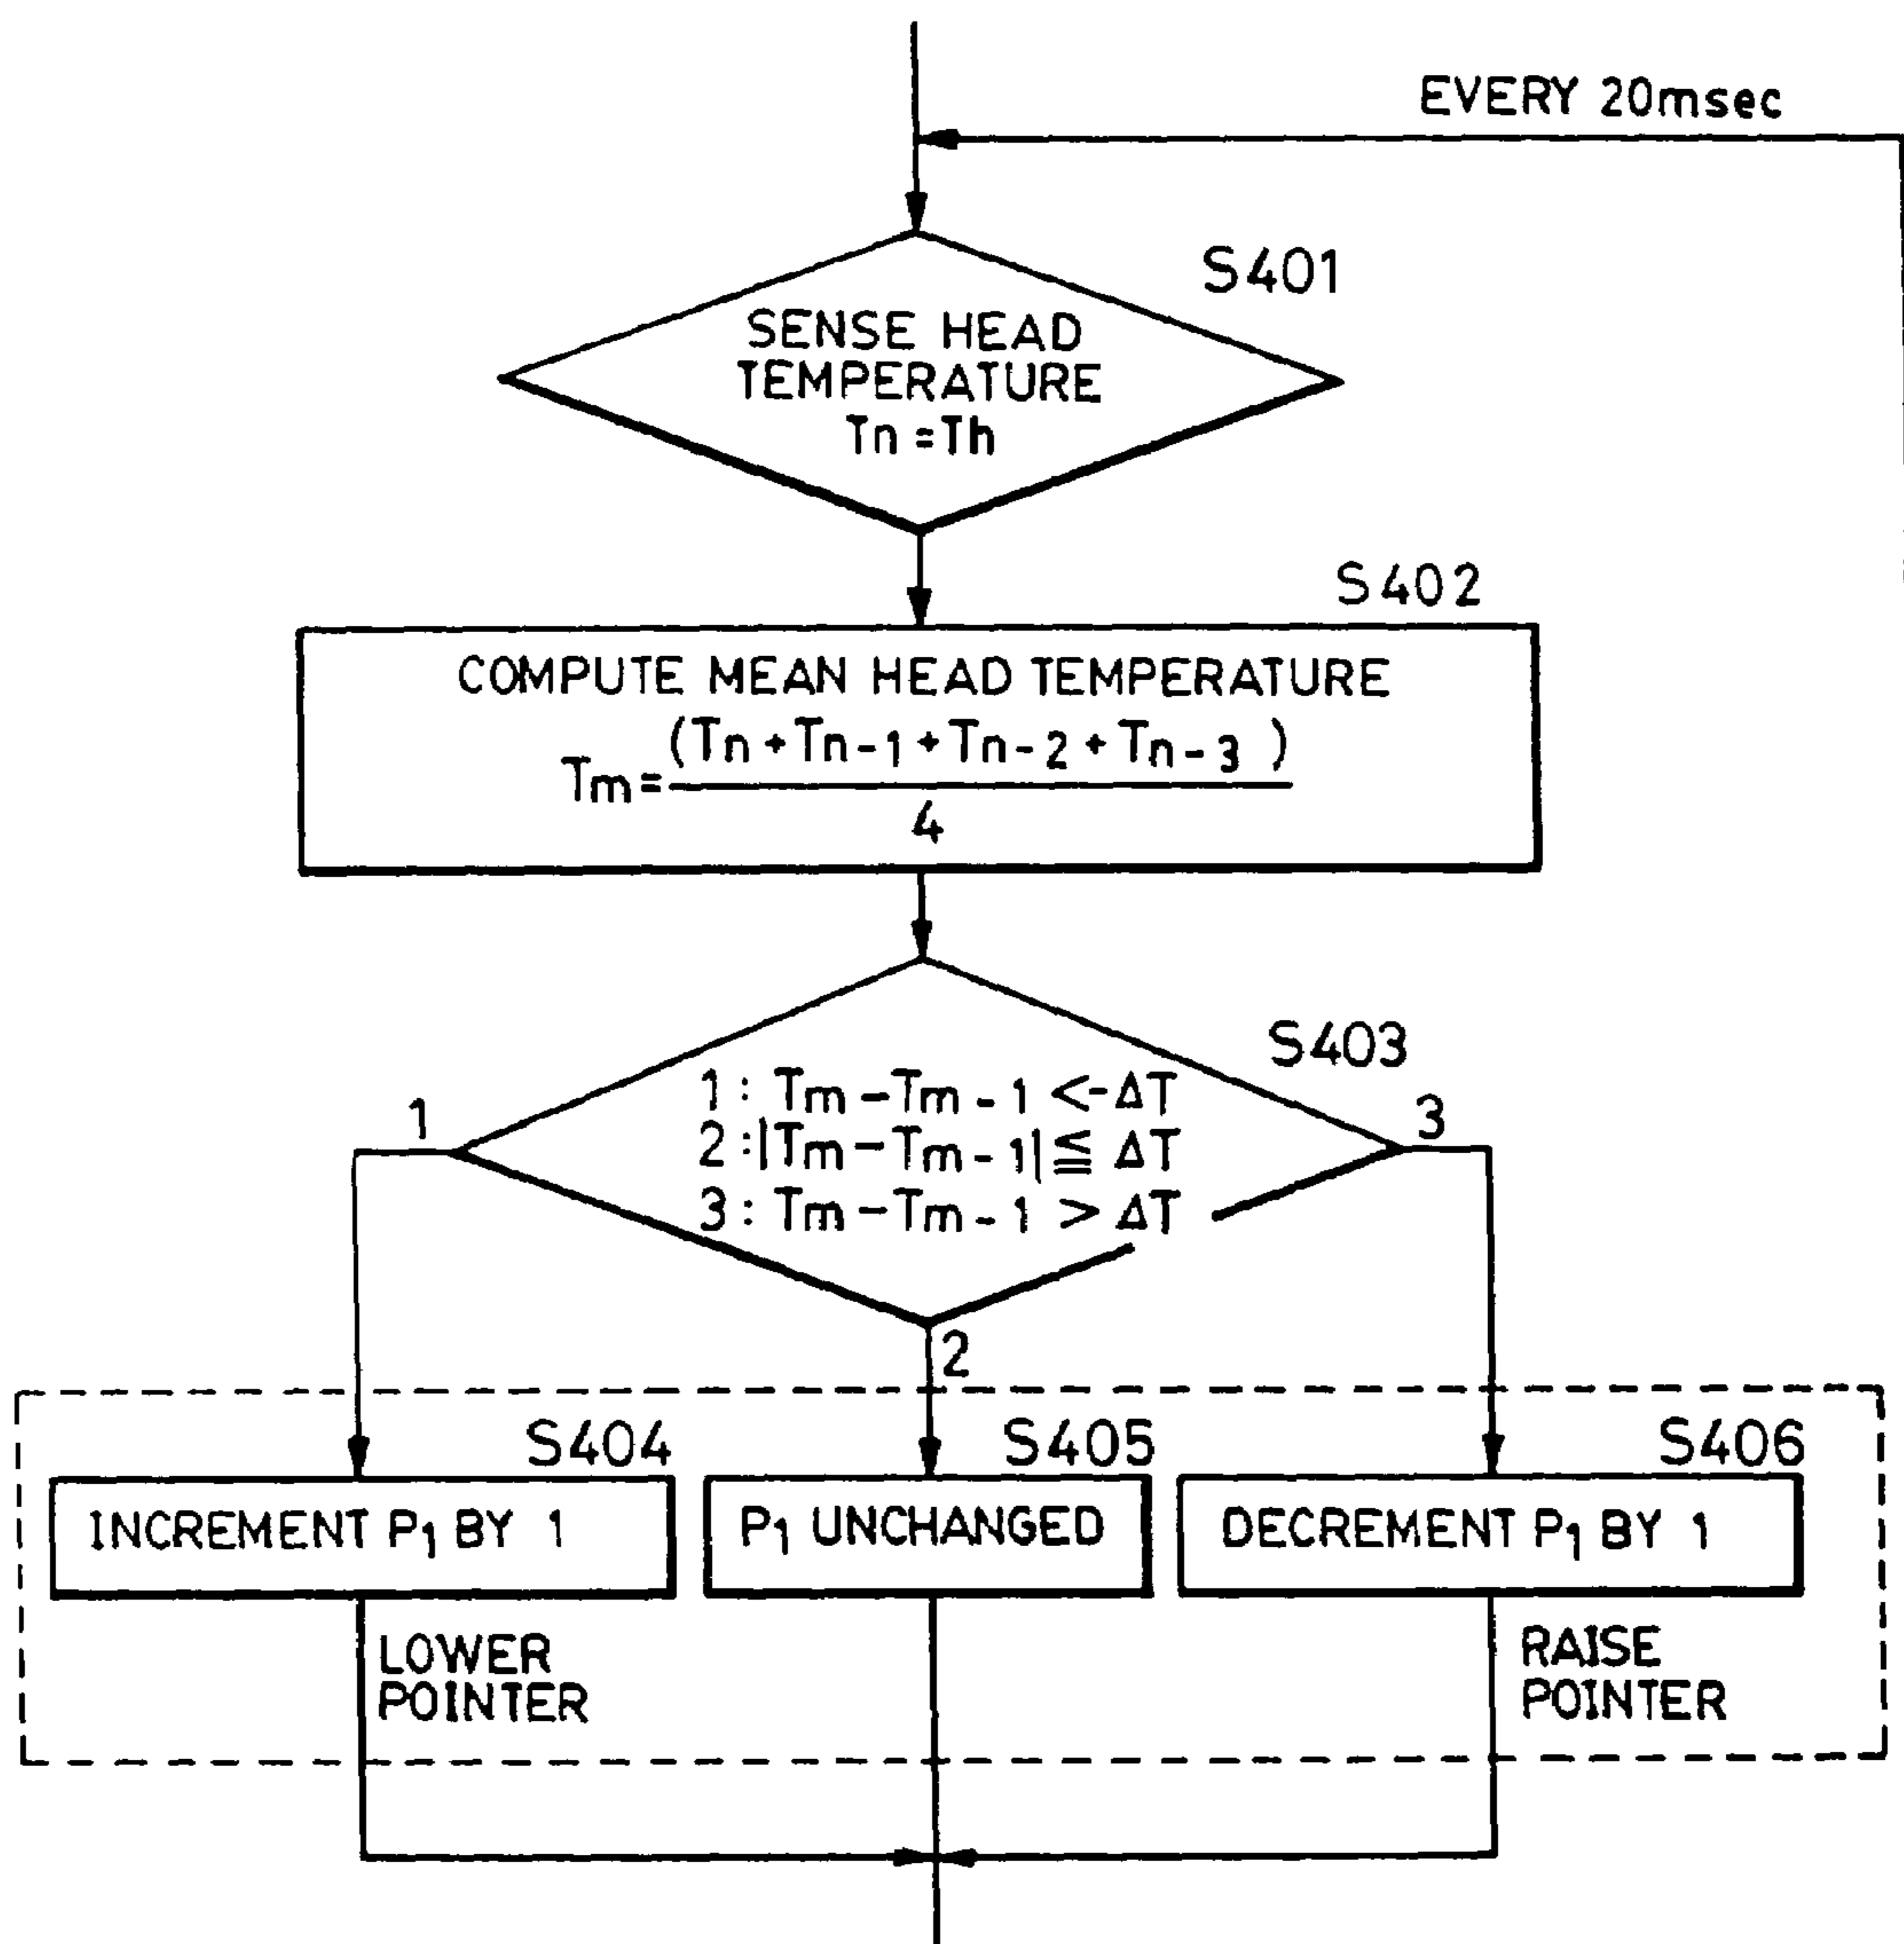 EVERY 20msec
S401
SENSE HEAD
TEMPERATURE
Tn=Th
S402
COMPUTE MEAN HEAD TEMPERATURE
Tm=(Tn+Tn-1+Tn-2+Tn-3)
4
S403
1: Tm-Tm-1<-ΔT
2:|Tm-Tm-1|≦ΔT
3: Tm-Tm-1>ΔT
1
3
2
S404
S405
S406
INCREMENT P1 BY 1
P1 UNCHANGED
DECREMENT P1 BY 1
LOWER
POINTER
RAISE
POINTER